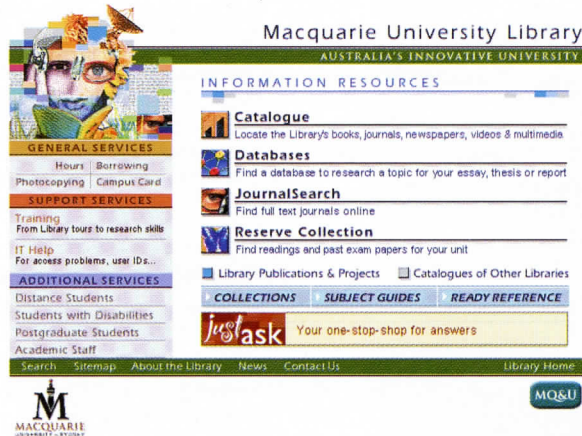 Macquarie University Library
AUSTRALIA'S INNOVATIVE UNIVERSITY
INFORMATION RESOURCES
Catalogue
Locate the Library's books, journals, newspapers, videos & multimedia
Databases
Find a database to research a topic for your essay, thesis or report
JournalSearch
Find full text journals online
Reserve Collection
Find readings and past exam papers for your unit
Library Publications & Projects Catalogues of Other Libraries
COLLECTIONS SUBJECT GUIDES READY REFERENCE
just ask Your one-stop-shop for answers
GENERAL SERVICES
Hours Borrowing
Photocopying Campus Card
SUPPORT SERVICES
Training
From Library tours to research skills
IT Help
For access problems, user IDs...
ADDITIONAL SERVICES
Distance Students
Students with Disabilities
Postgraduate Students
Academic Staff
Search Sitemap About the Library News Contact Us Library Home
MACQUARIE
UNIVERSITY - SYDNEY
MQ&U